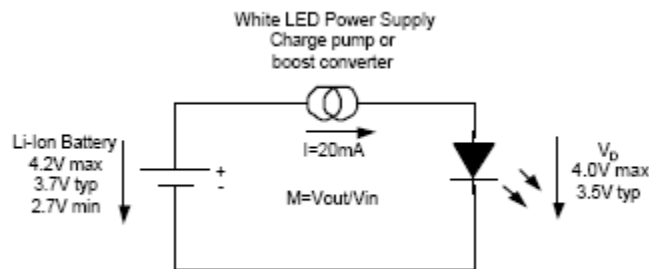 White LED Power Supply
Charge pump or
boost converter
Li-Ion Battery
4.2V max
3.7V typ
2.7V min
+
-
I=20mA
M=Vout/Vin
VD
4.0V max
3.5V typ